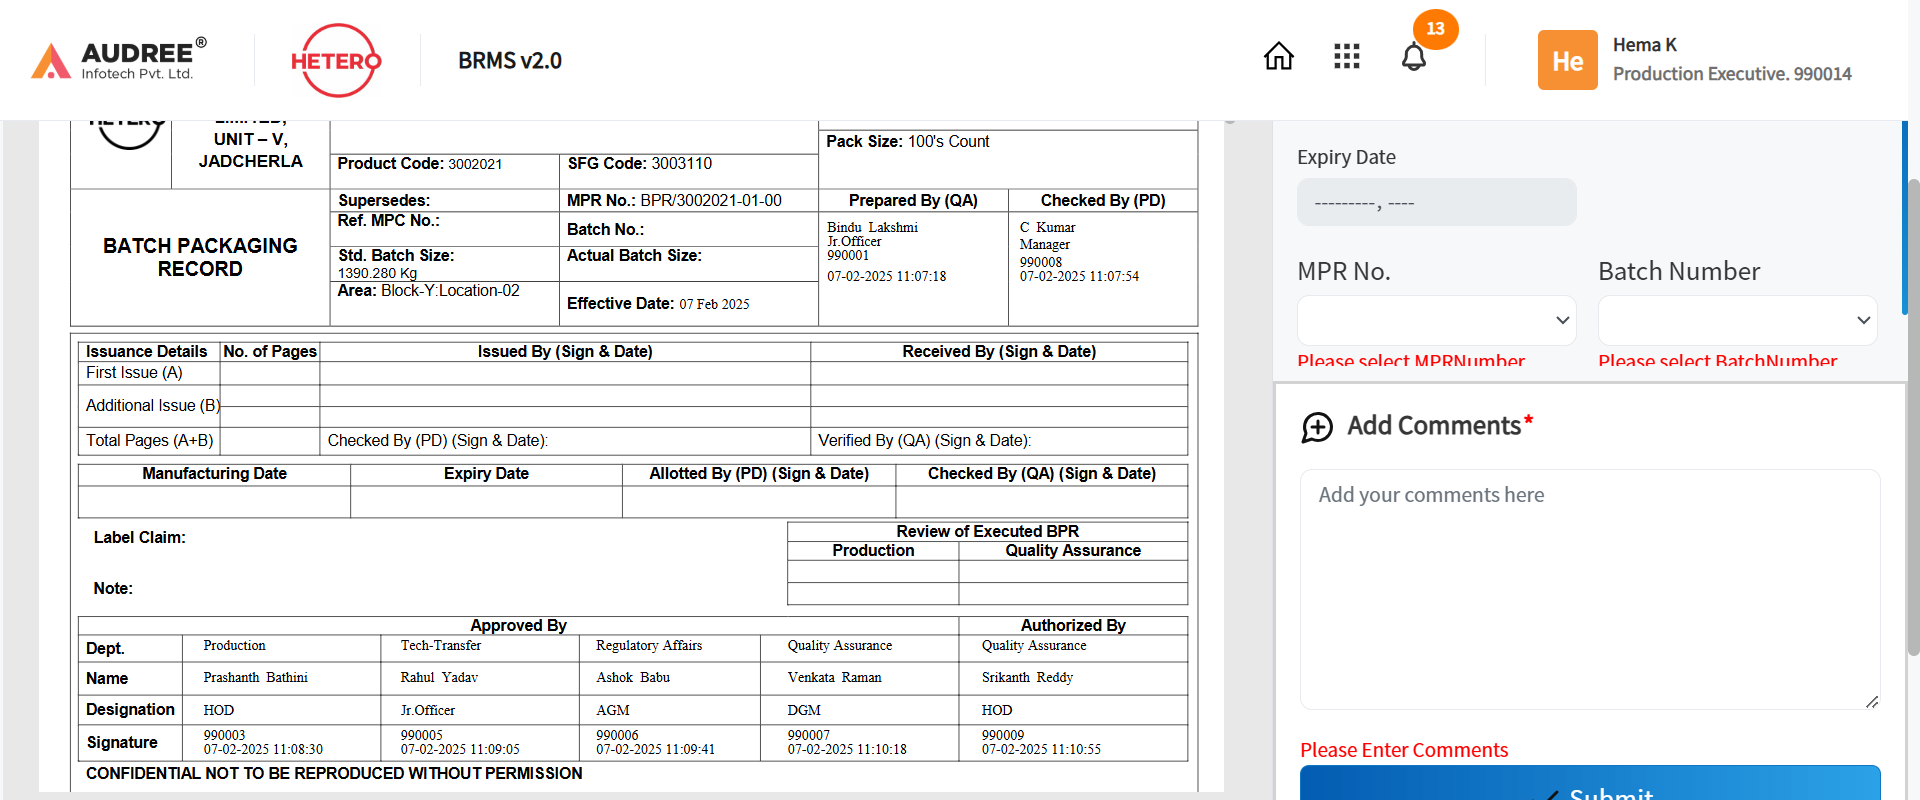 AUDREE®
Infotech Pvt. Ltd.
HETERO
BRMS v2.0
13
He
Hema K
Production Executive. 990014
HETERO
LIMITED,
UNIT – V,
JADCHERLA
Product Code: 3002021
SFG Code: 3003110
Pack Size: 100's Count
BATCH PACKAGING
RECORD
Supersedes:
MPR No.: BPR/3002021-01-00
Prepared By (QA)
Checked By (PD)
Ref. MPC No.:
Batch No.:
Bindu Lakshmi
Jr.Officer
990001
07-02-2025 11:07:18
C Kumar
Manager
990008
07-02-2025 11:07:54
Std. Batch Size:
1390.280 Kg
Actual Batch Size:
Area: Block-Y:Location-02
Effective Date: 07 Feb 2025
Issuance Details No. of Pages Issued By (Sign & Date) Received By (Sign & Date)
First Issue (A)
Additional Issue (B)
Total Pages (A+B) Checked By (PD) (Sign & Date): Verified By (QA) (Sign & Date):
Manufacturing Date Expiry Date Allotted By (PD) (Sign & Date) Checked By (QA) (Sign & Date)
Label Claim:
Note:
Review of Executed BPR
Production Quality Assurance
Approved By Authorized By
Dept. Production Tech-Transfer Regulatory Affairs Quality Assurance Quality Assurance
Name Prashanth Bathini Rahul Yadav Ashok Babu Venkata Raman Srikanth Reddy
Designation HOD Jr.Officer AGM DGM HOD
Signature 990003 990005 990006 990007 990009
07-02-2025 11:08:30 07-02-2025 11:09:05 07-02-2025 11:09:41 07-02-2025 11:10:18 07-02-2025 11:10:55
CONFIDENTIAL NOT TO BE REPRODUCED WITHOUT PERMISSION
Expiry Date
---------, ----
MPR No.
Batch Number
Please select MPRNumber
Please select BatchNumber
Add Comments*
Add your comments here
Please Enter Comments
Submit